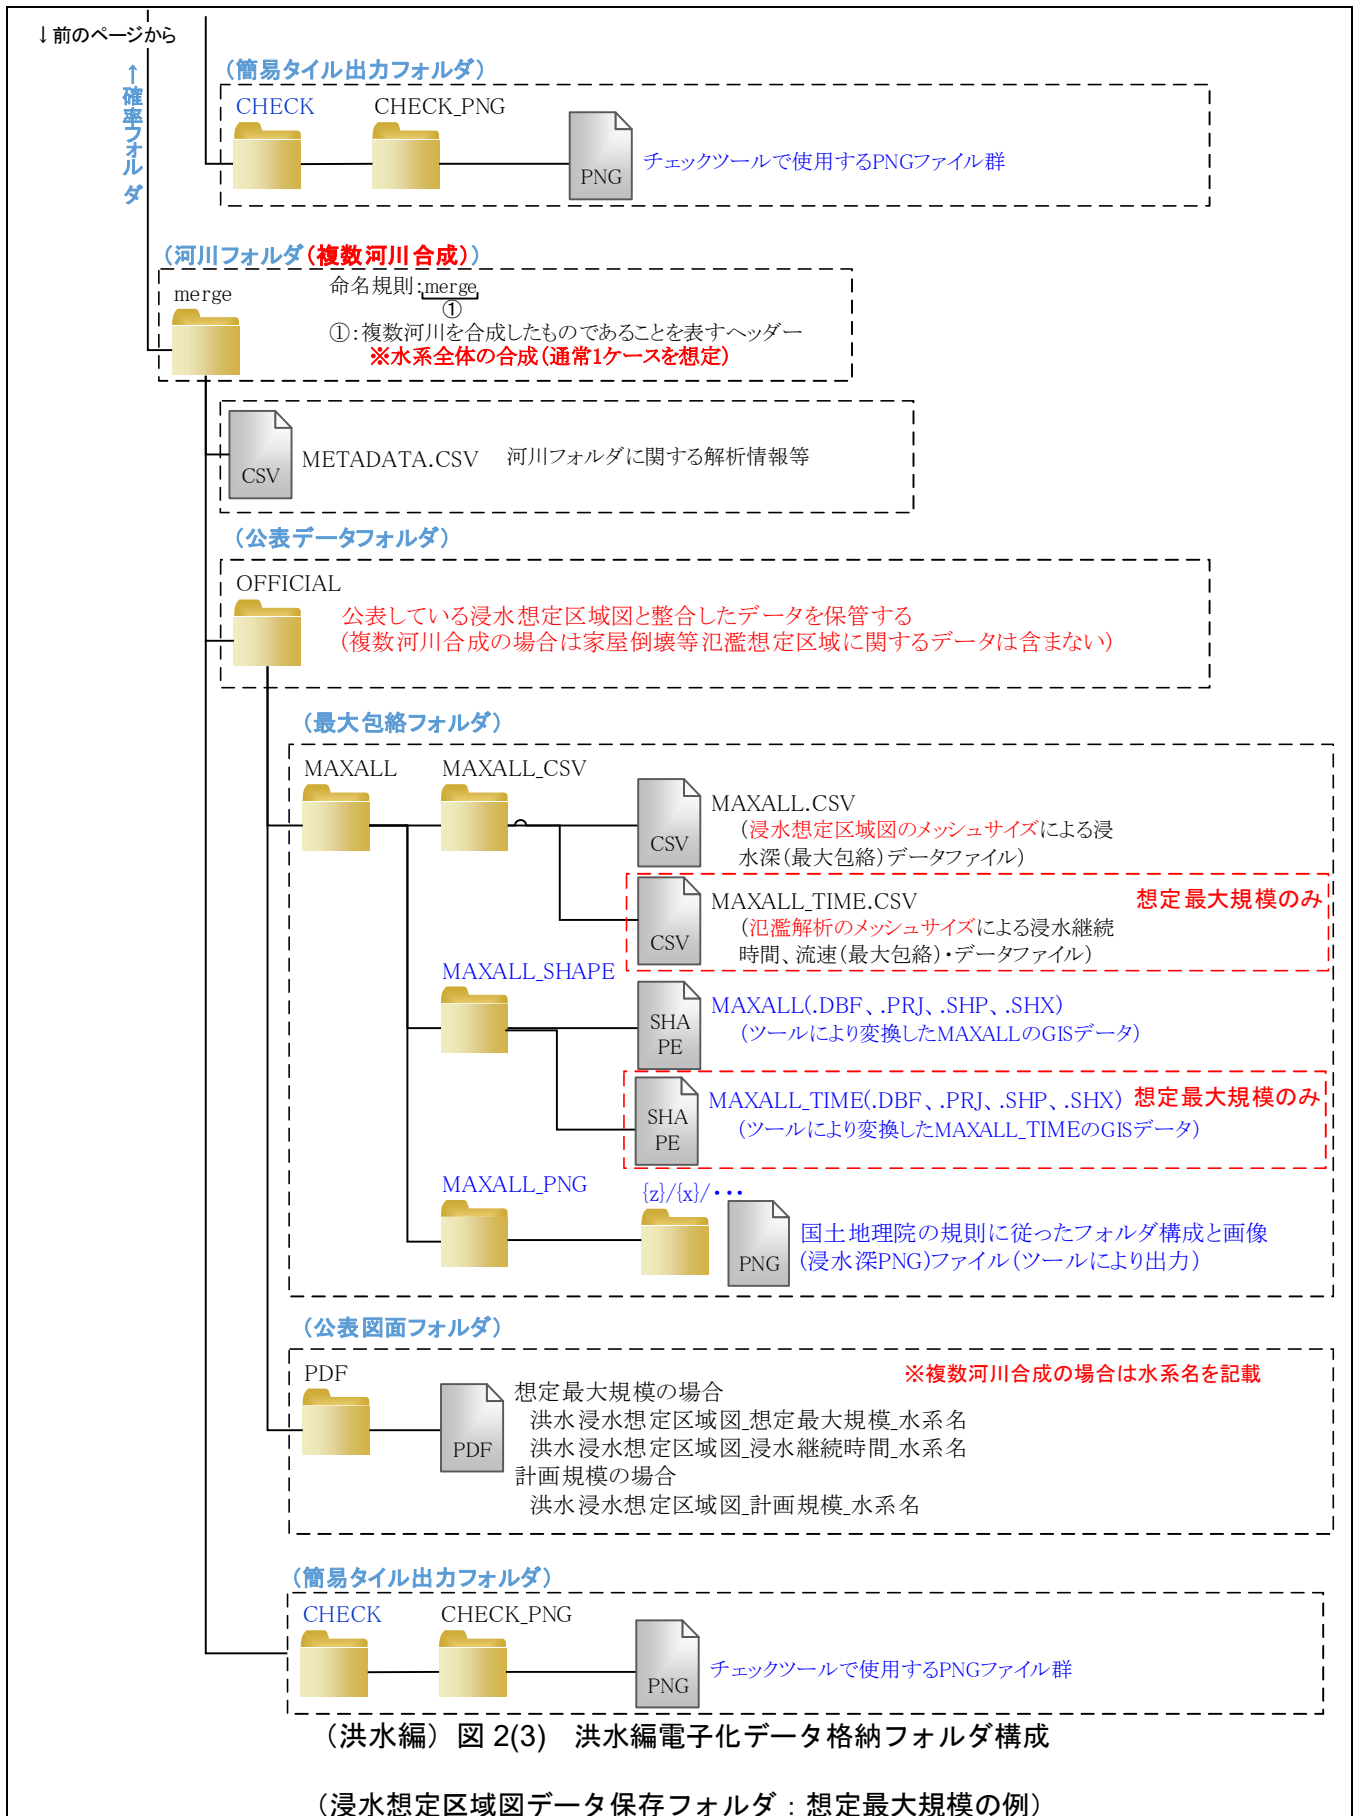 ↓前のページから
↑確率フォルダ
（簡易タイル出力フォルダ）
CHECK
CHECK_PNG
PNG
チェックツールで使用するPNGファイル群
（河川フォルダ(複数河川合成)）
merge
命名規則：merge
①
①：複数河川を合成したものであることを表すヘッダー
※水系全体の合成（通常1ケースを想定）
CSV
METADATA.CSV 河川フォルダに関する解析情報等
（公表データフォルダ）
OFFICIAL
公表している浸水想定区域図と整合したデータを保管する
（複数河川合成の場合は家屋倒壊等氾濫想定区域に関するデータは含まない）
（最大包絡フォルダ）
MAXALL
MAXALL_CSV
CSV
MAXALL.CSV
（浸水想定区域図のメッシュサイズによる浸
水深（最大包絡）データファイル）
CSV
MAXALL_TIME.CSV
想定最大規模のみ
（氾濫解析のメッシュサイズによる浸水継続
時間、流速（最大包絡）・データファイル）
MAXALL_SHAPE
SHA
PE
MAXALL(.DBF、.PRJ、.SHP、.SHX)
（ツールにより変換したMAXALLのGISデータ）
SHA
PE
MAXALL_TIME(.DBF、.PRJ、.SHP、.SHX) 想定最大規模のみ
（ツールにより変換したMAXALL_TIMEのGISデータ）
MAXALL_PNG
{z}/{x}/・・・
PNG
国土地理院の規則に従ったフォルダ構成と画像
(浸水深PNG)ファイル（ツールにより出力）
（公表図面フォルダ）
PDF
※複数河川合成の場合は水系名を記載
PDF
想定最大規模の場合
洪水浸水想定区域図_想定最大規模_水系名
洪水浸水想定区域図_浸水継続時間_水系名
計画規模の場合
洪水浸水想定区域図_計画規模_水系名
（簡易タイル出力フォルダ）
CHECK
CHECK_PNG
PNG
チェックツールで使用するPNGファイル群
（洪水編）図 2(3)　洪水編電子化データ格納フォルダ構成
（浸水想定区域図データ保存フォルダ：想定最大規模の例）